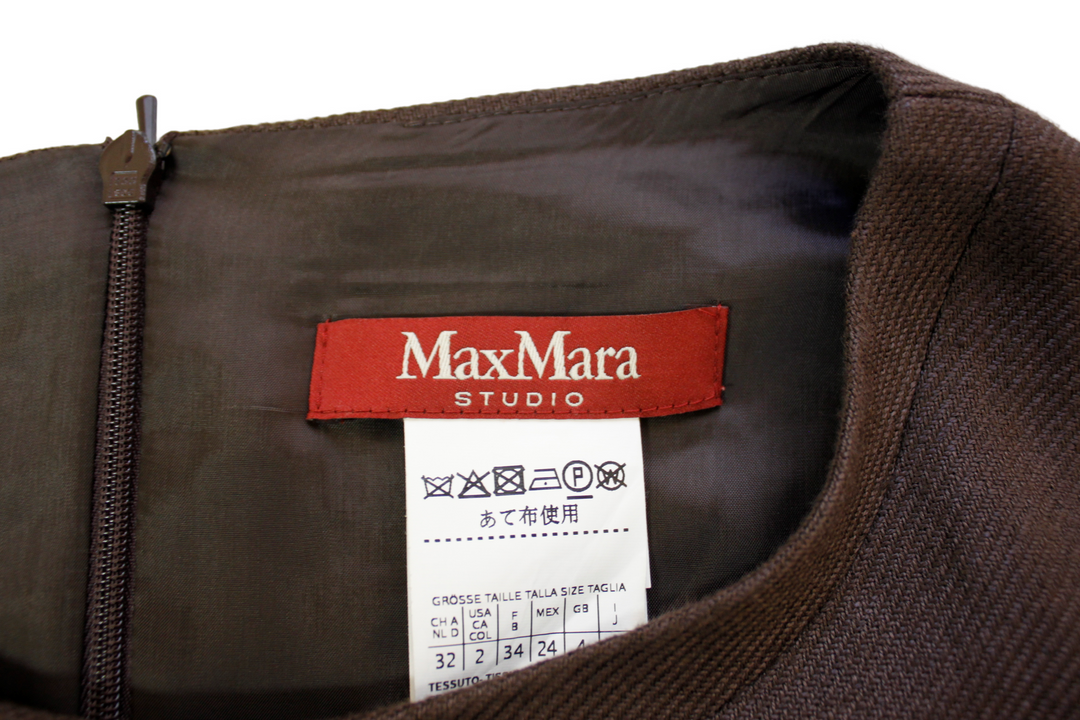 MaxMara
STUDIO
P W
あて布使用
GRÖSSE TAILLE TALLA SIZE TAGLIA
CH A NL D USA CA COL F B MEX GB I J
32 2 34 24